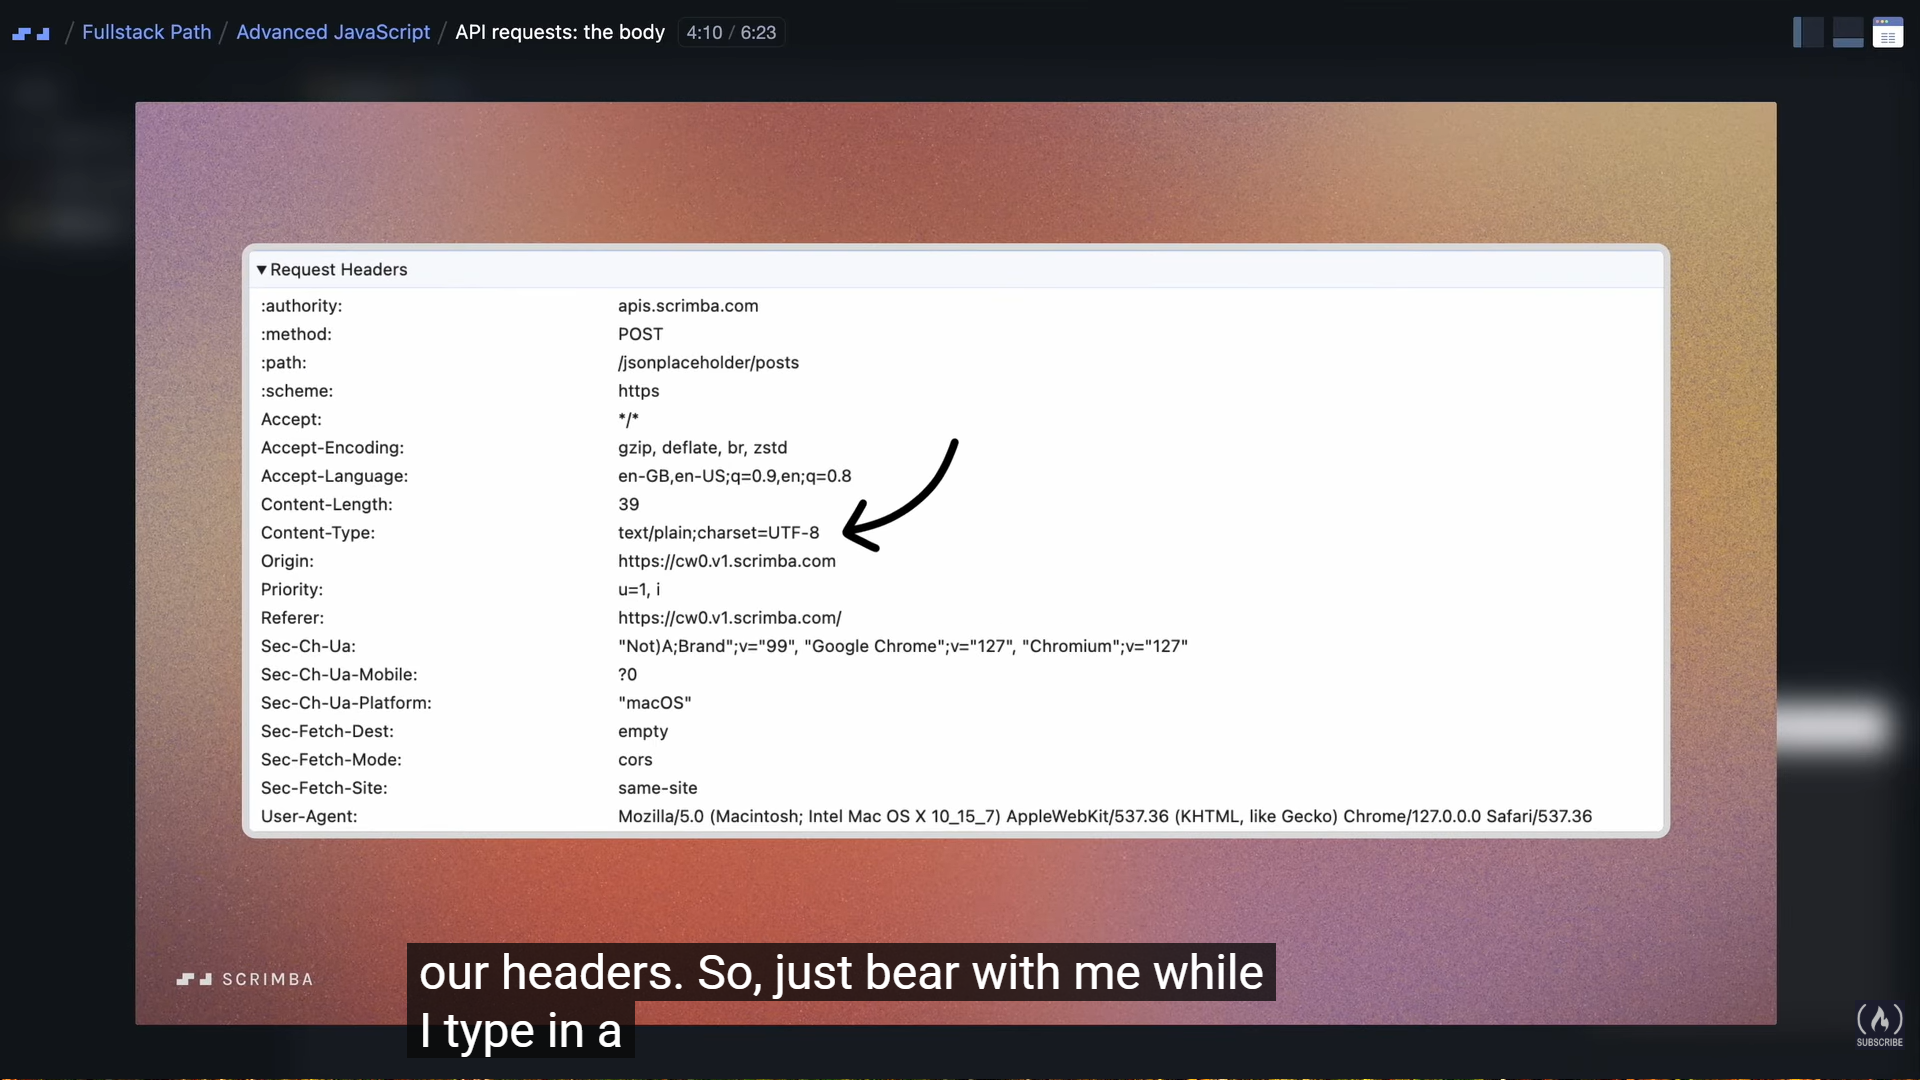 / Fullstack Path / Advanced JavaScript / API requests: the body 4:10 / 6:23
▼Request Headers
:authority: apis.scrimba.com
:method: POST
:path: /jsonplaceholder/posts
:scheme: https
Accept: */*
Accept-Encoding: gzip, deflate, br, zstd
Accept-Language: en-GB,en-US;q=0.9,en;q=0.8
Content-Length: 39
Content-Type: text/plain;charset=UTF-8
Origin: https://cw0.v1.scrimba.com
Priority: u=1, i
Referer: https://cw0.v1.scrimba.com/
Sec-Ch-Ua: "Not)A;Brand";v="99", "Google Chrome";v="127", "Chromium";v="127"
Sec-Ch-Ua-Mobile: ?0
Sec-Ch-Ua-Platform: "macOS"
Sec-Fetch-Dest: empty
Sec-Fetch-Mode: cors
Sec-Fetch-Site: same-site
User-Agent: Mozilla/5.0 (Macintosh; Intel Mac OS X 10_15_7) AppleWebKit/537.36 (KHTML, like Gecko) Chrome/127.0.0.0 Safari/537.36
SCRIMBA
our headers. So, just bear with me while
I type in a
SUBSCRIBE